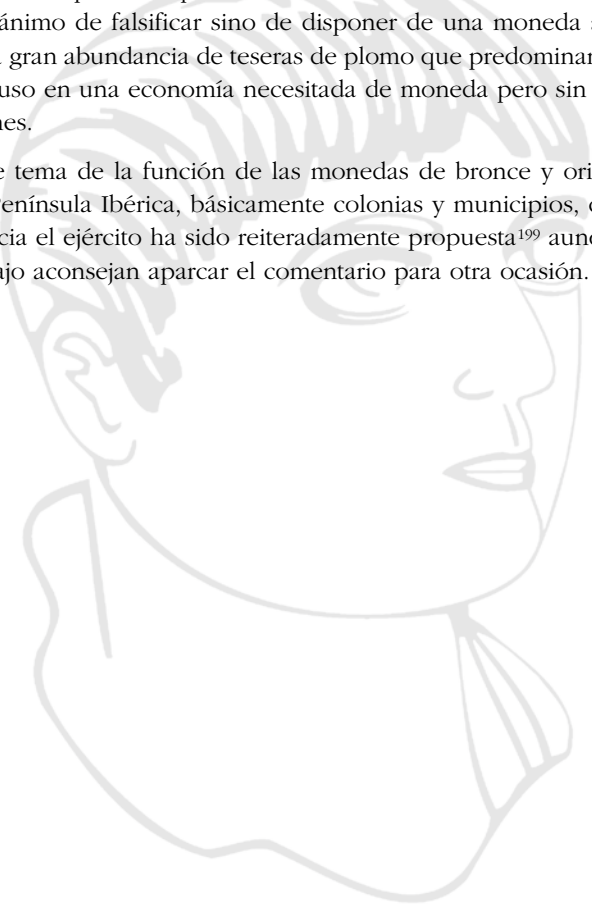 ánimo de falsificar sino de disponer de una moneda
gran abundancia de teseras de plomo que predominar
uso en una economía necesitada de moneda pero sin
nes.
e tema de la función de las monedas de bronce y ori
Península Ibérica, básicamente colonias y municipios,
cia el ejército ha sido reiteradamente propuesta¹⁹⁹ aun
ajo aconsejan aparcar el comentario para otra ocasión.